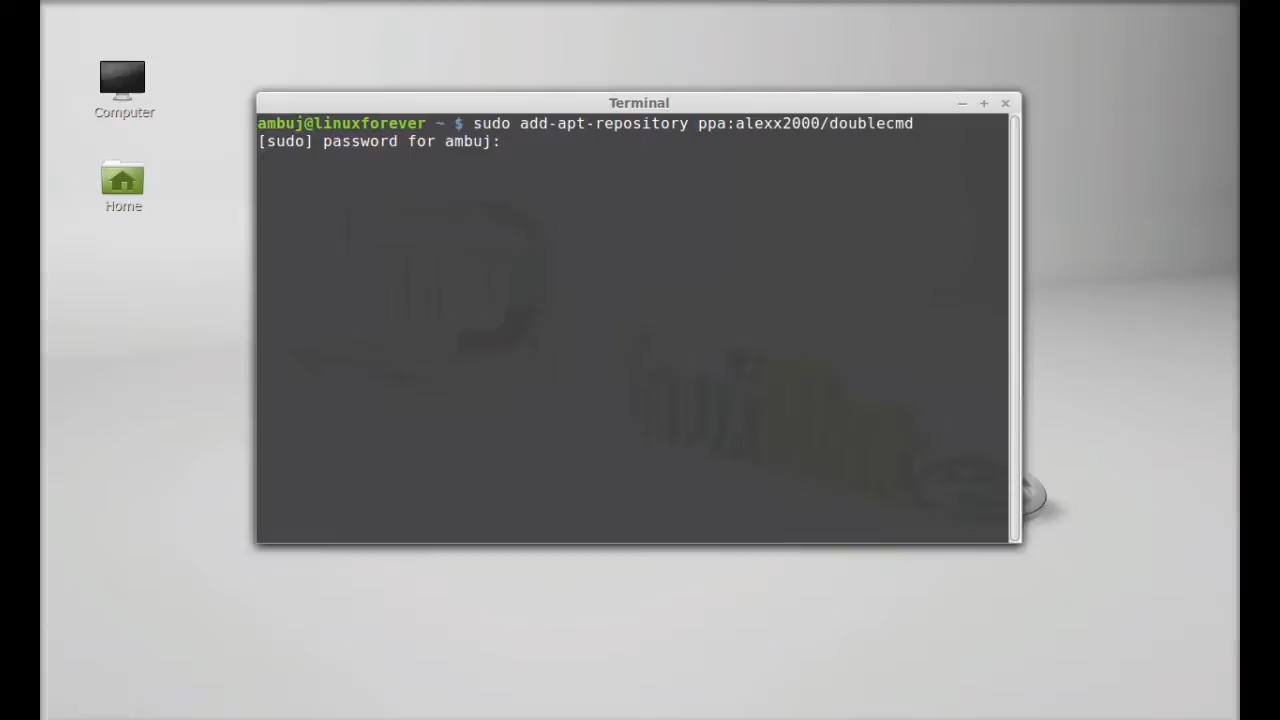 Computer
Home
Terminal
ambuj@linuxforever ~ $ sudo add-apt-repository ppa:alexx2000/doublecmd
[sudo] password for ambuj: